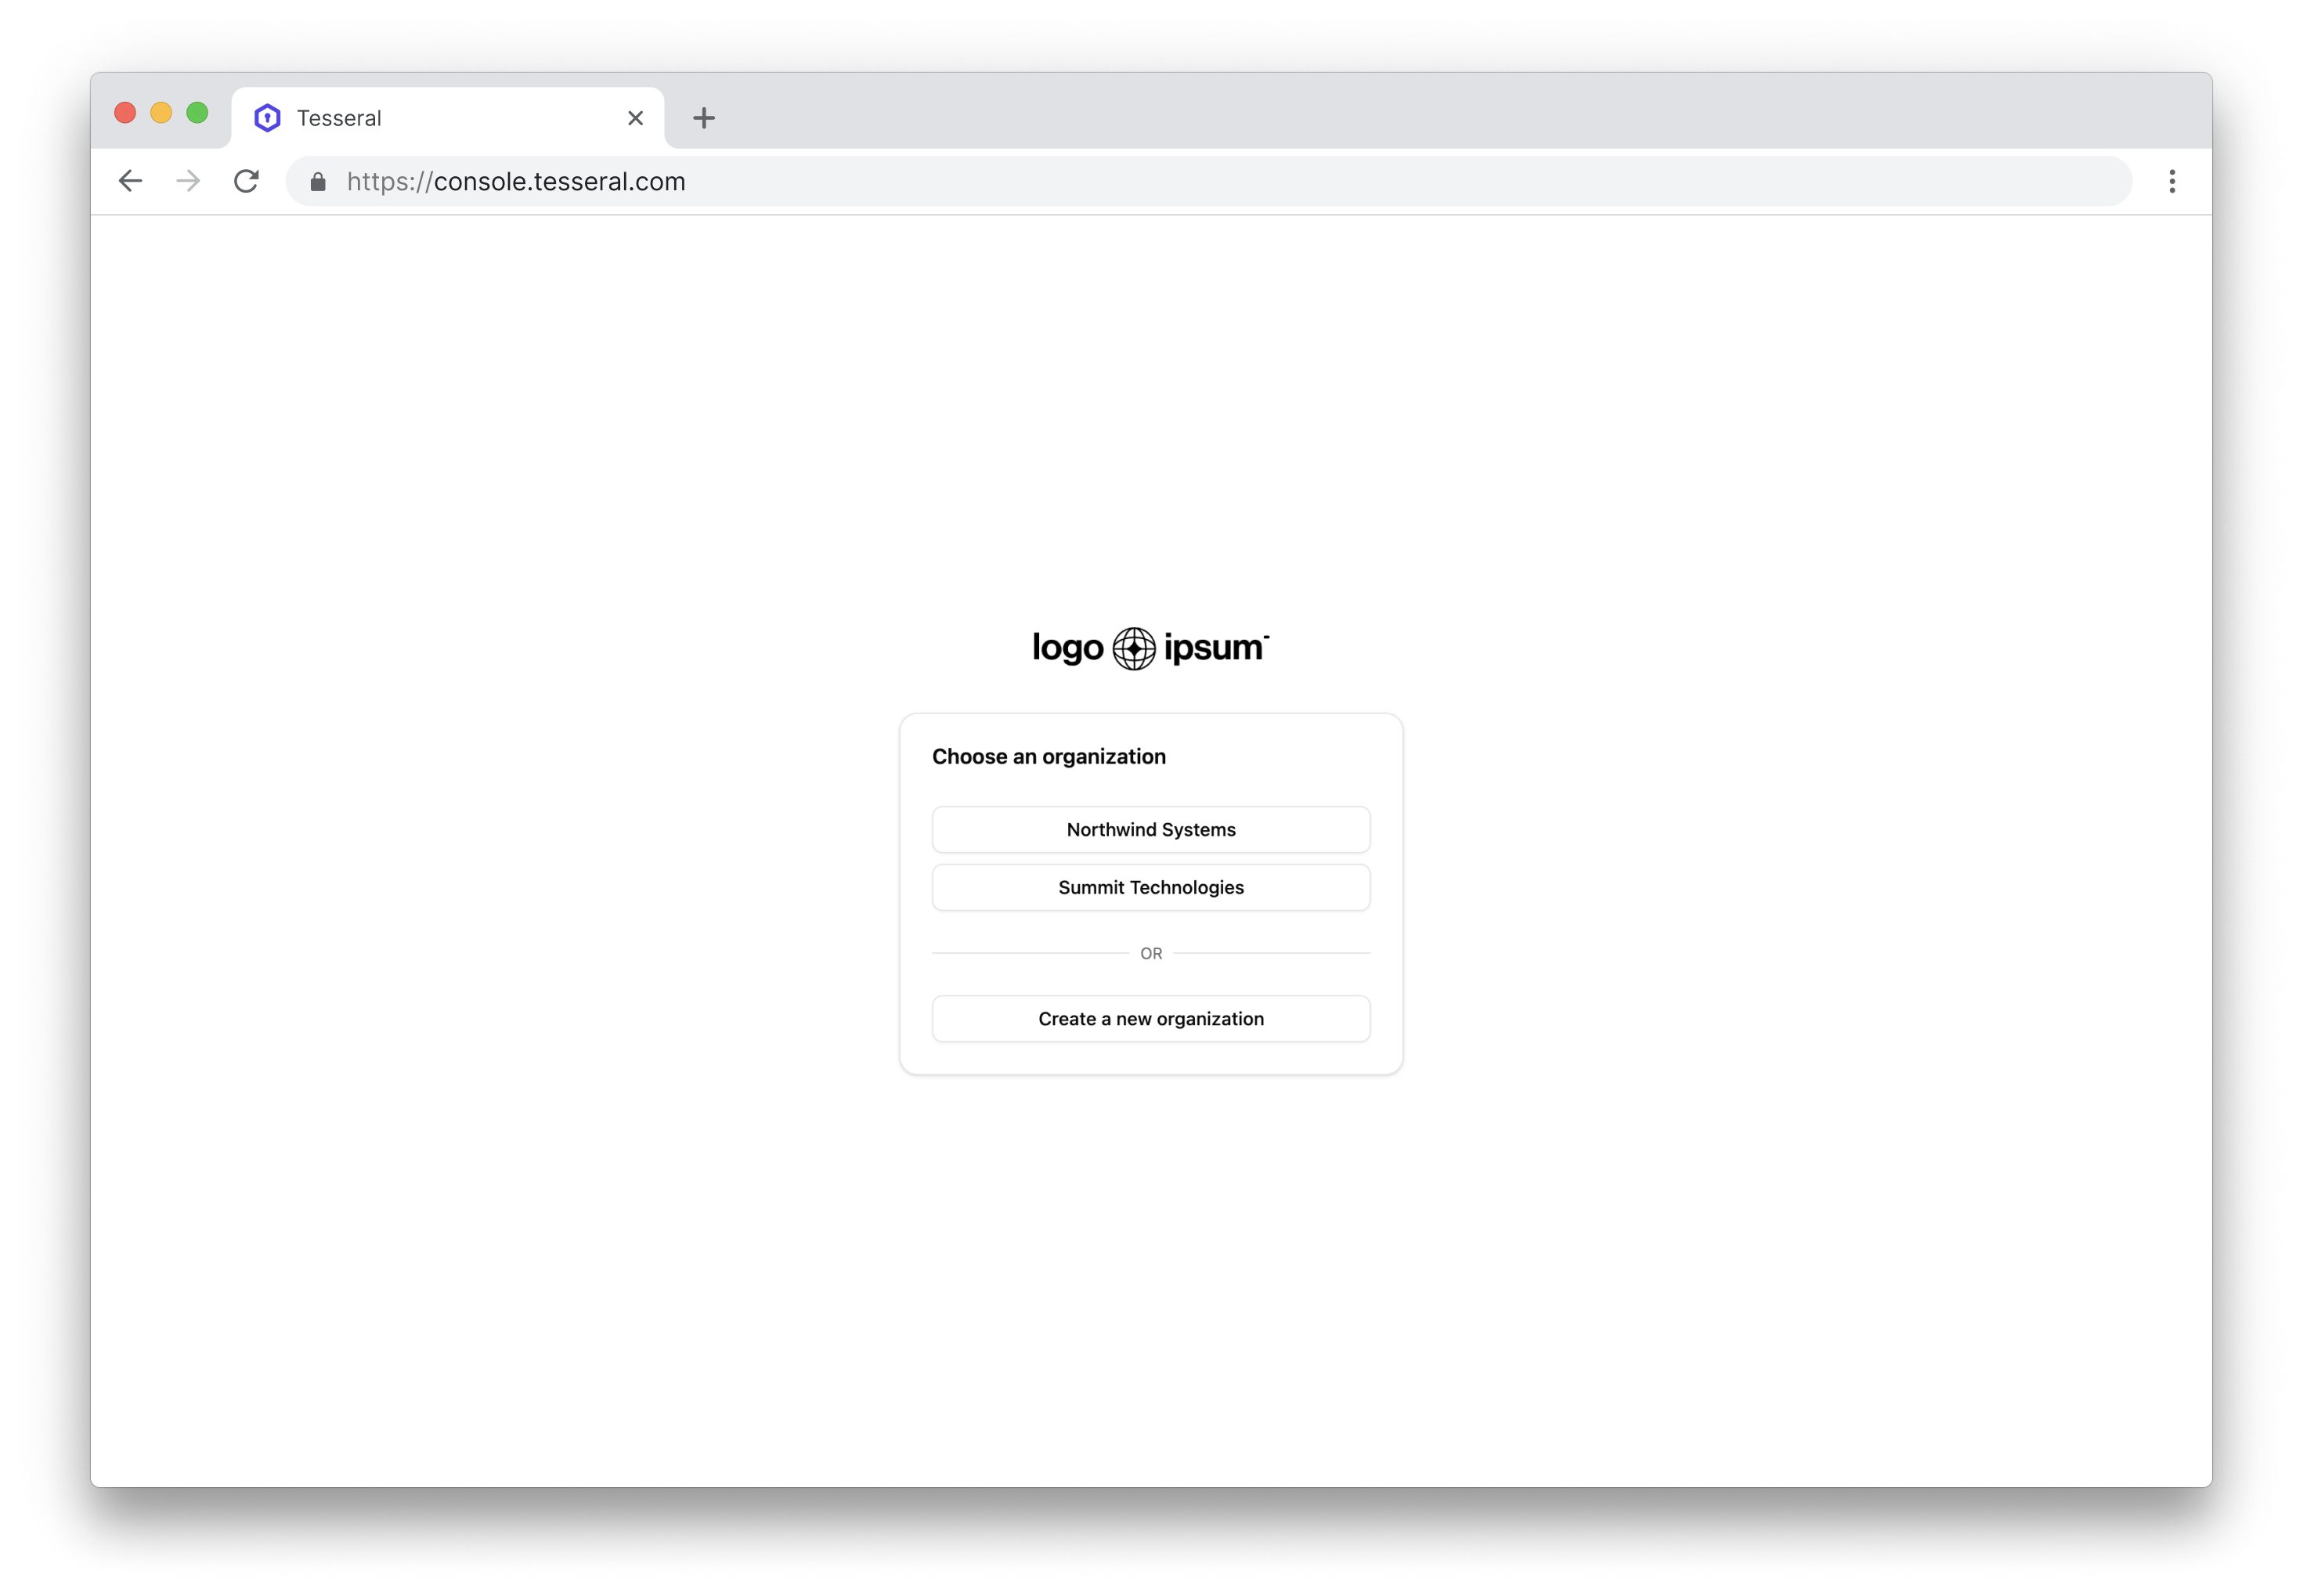 Tesseral
https://console.tesseral.com
logo ipsum
Choose an organization
Northwind Systems
Summit Technologies
OR
Create a new organization